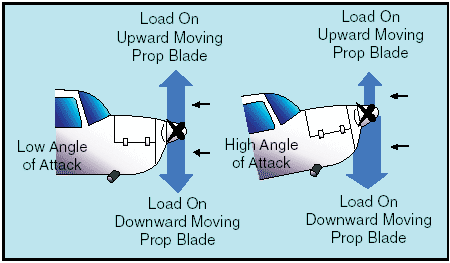 Load On
Upward Moving
Prop Blade
Low Angle
of Attack
Load On
Downward Moving
Prop Blade
Load On
Upward Moving
Prop Blade
High Angle
of Attack
Load On
Downward Moving
Prop Blade